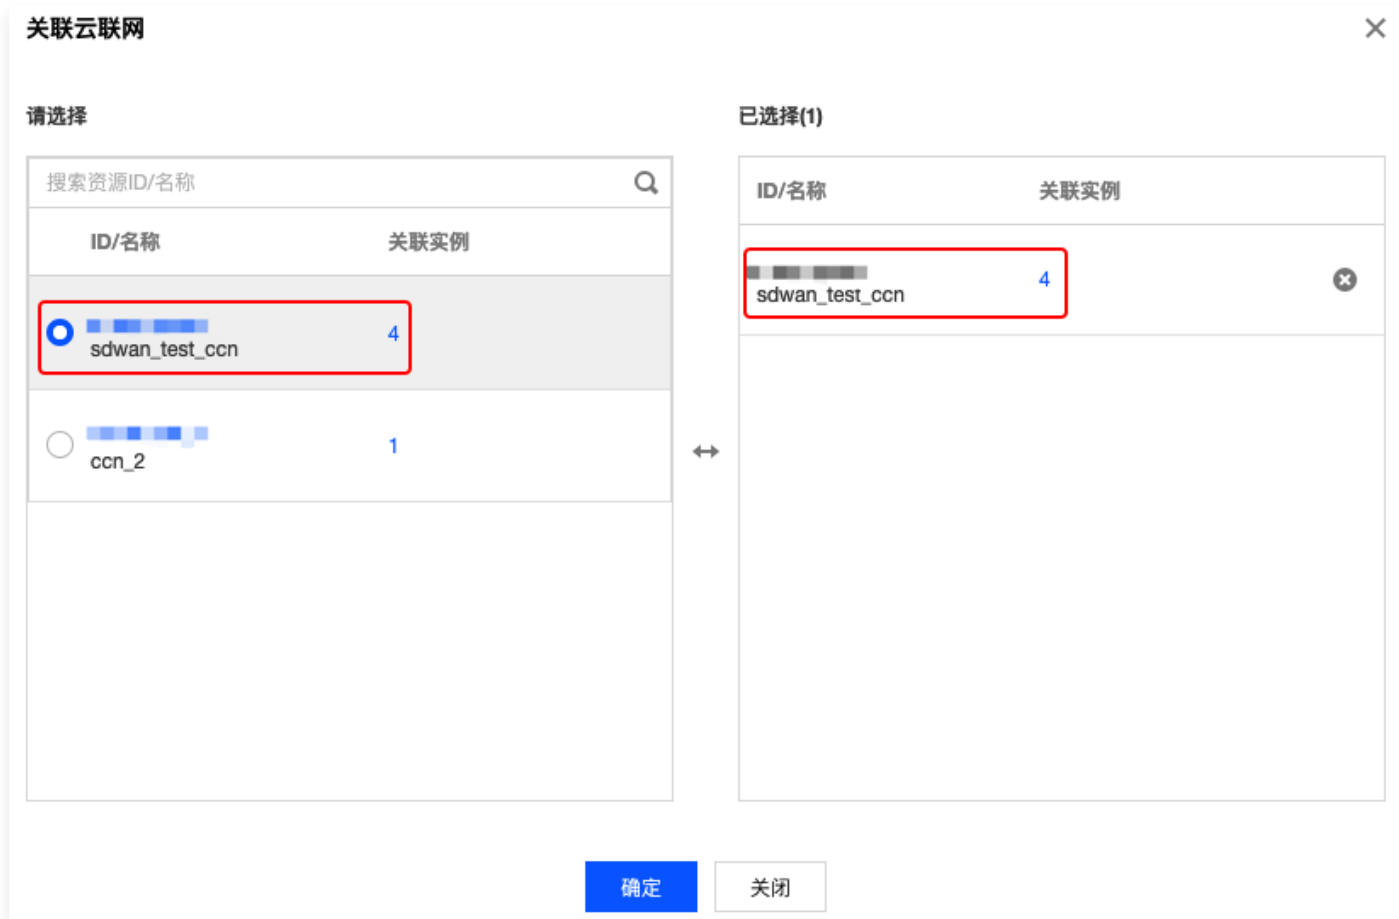 关联云联网
请选择
搜索资源ID/名称
ID/名称 关联实例
sdwan_test_ccn 4
ccn_2 1
已选择(1)
ID/名称 关联实例
sdwan_test_ccn 4
确定 关闭